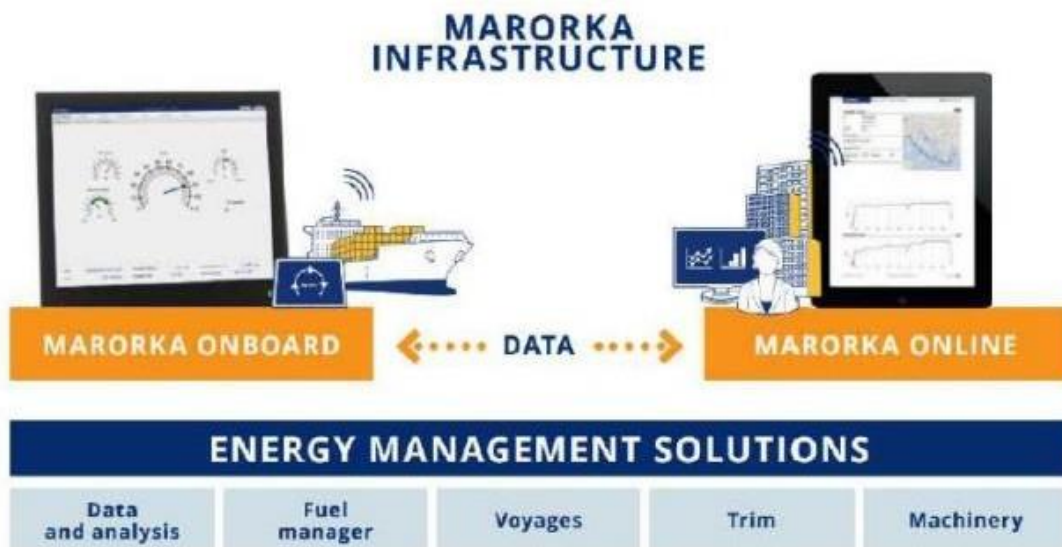 MARORKA
INFRASTRUCTURE
MARORKA ONBOARD
DATA
MARORKA ONLINE
ENERGY MANAGEMENT SOLUTIONS
Data
and analysis
Fuel
manager
Voyages
Trim
Machinery